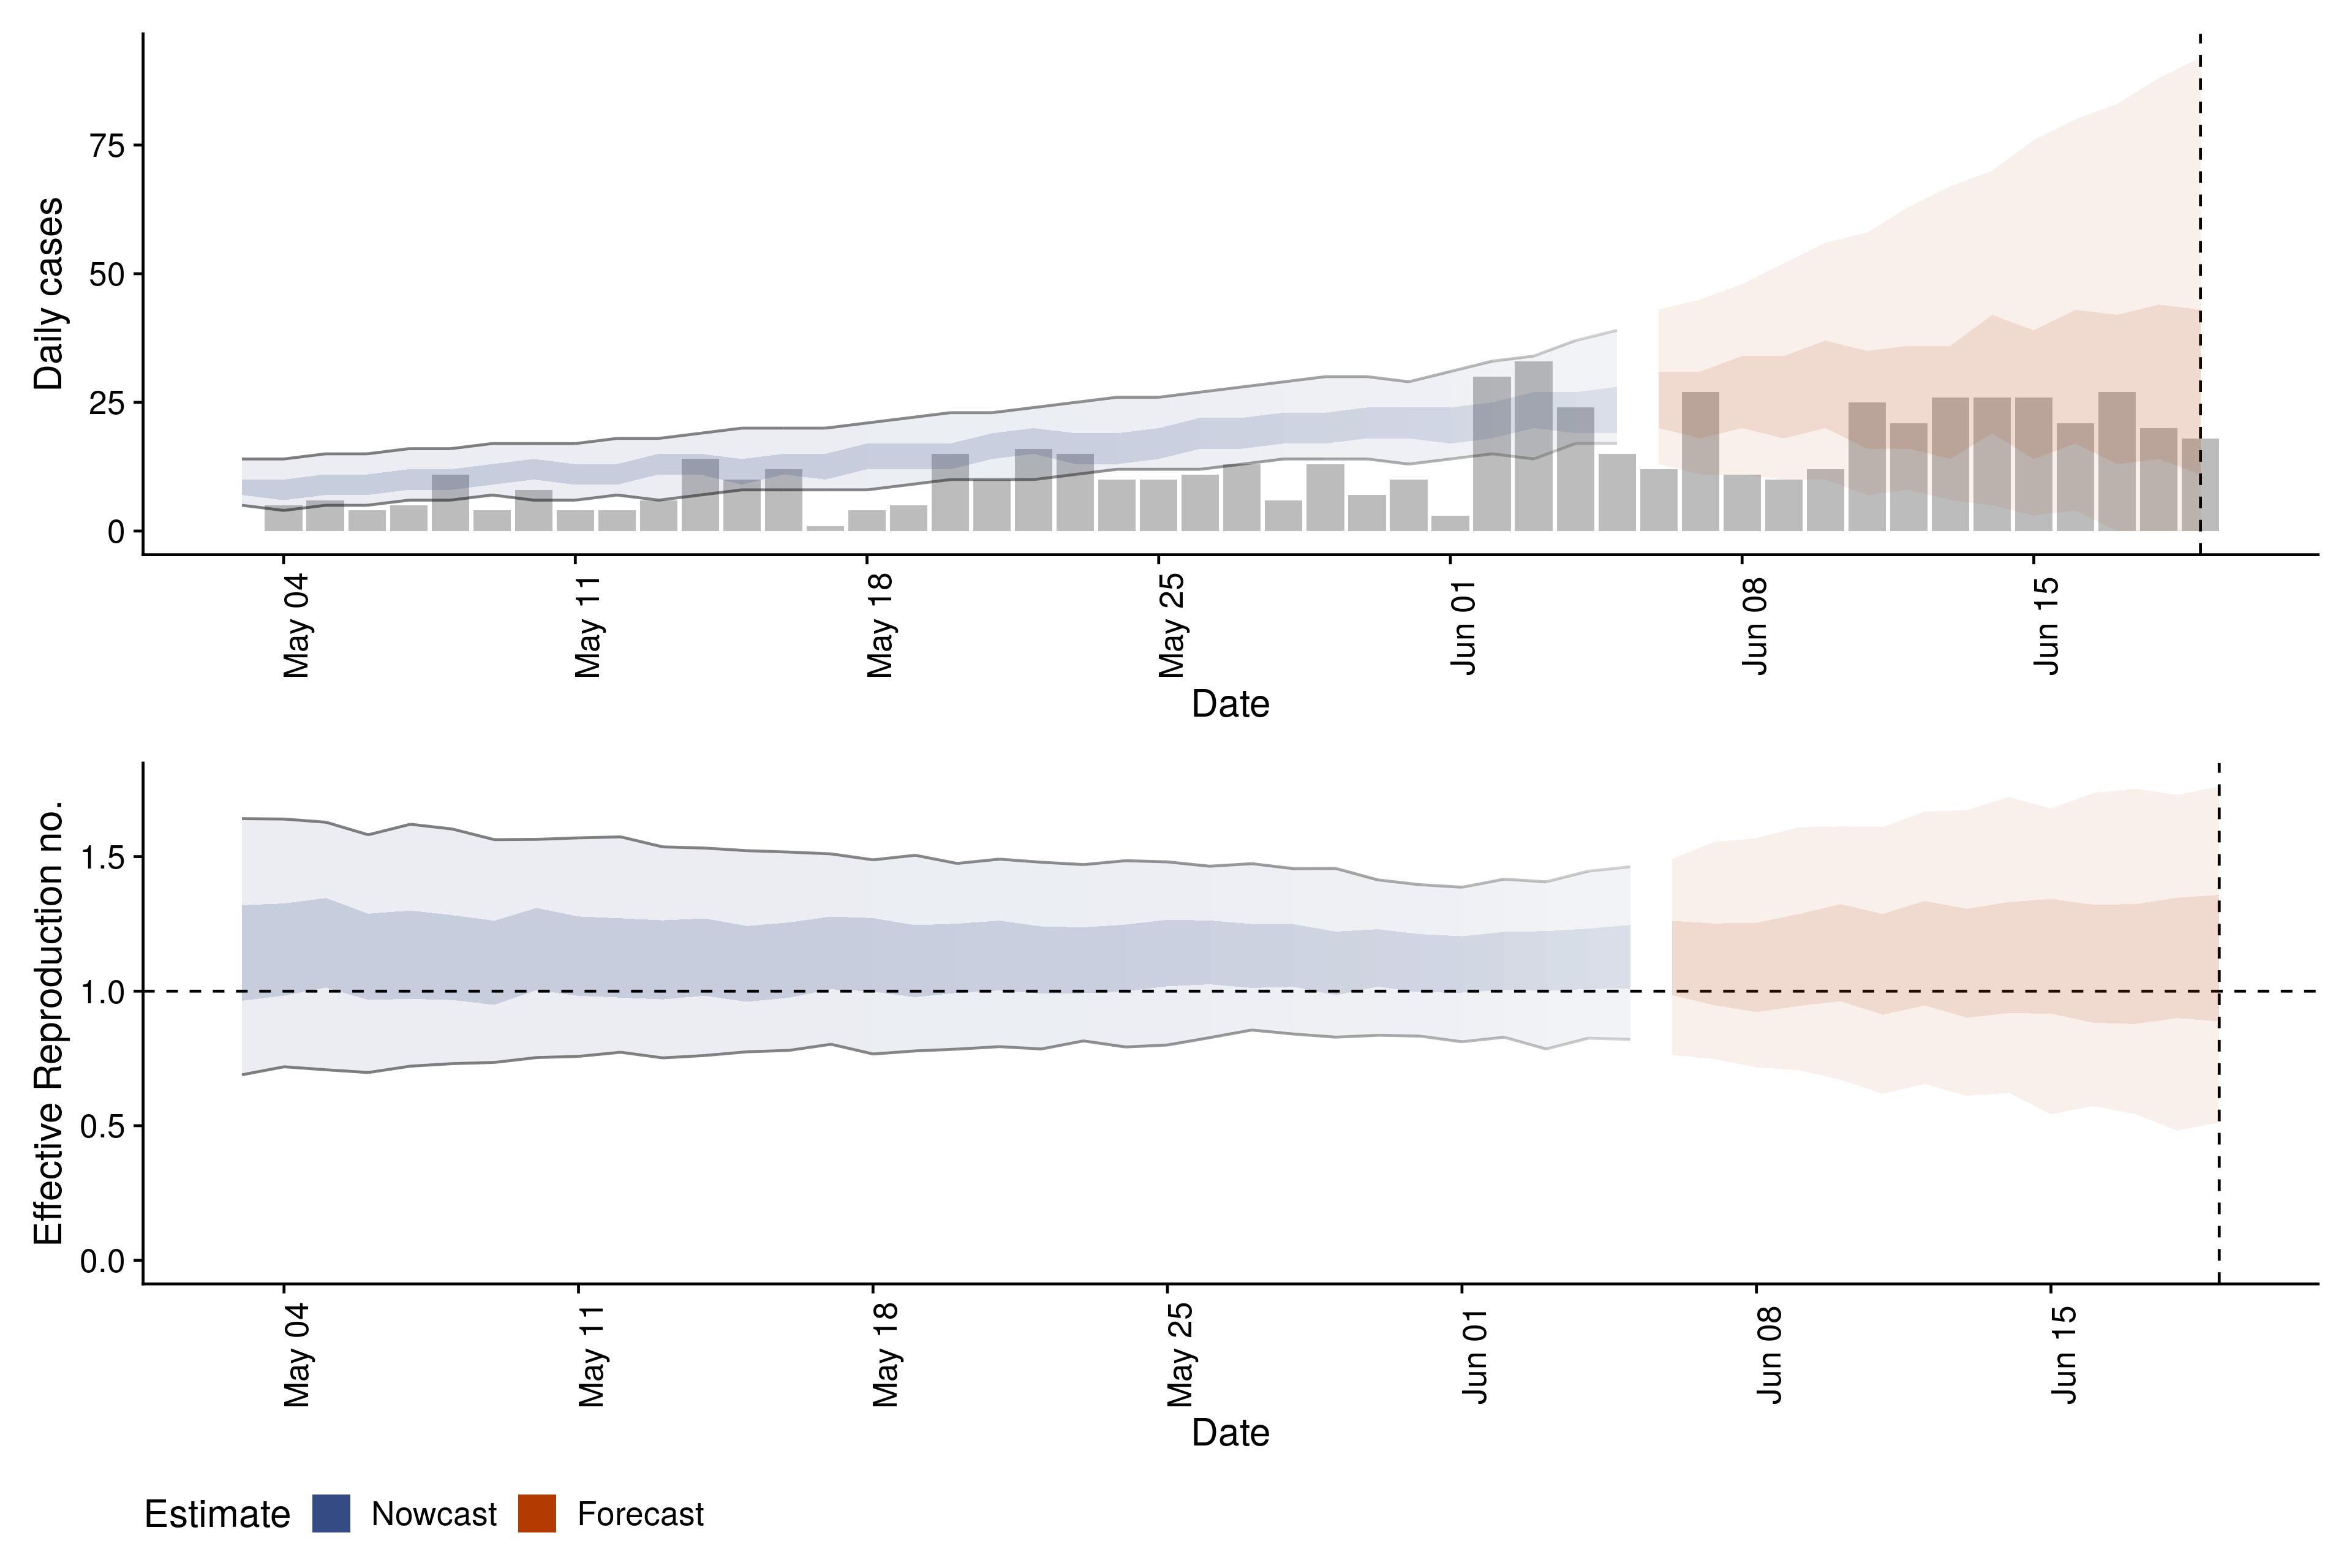 Daily cases
75
50
25
0
May 04
May 11
May 18
May 25
Jun 01
Jun 08
Jun 15
Date
Effective Reproduction no.
1.5
1.0
0.5
0.0
May 04
May 11
May 18
May 25
Jun 01
Jun 08
Jun 15
Date
Estimate Nowcast Forecast